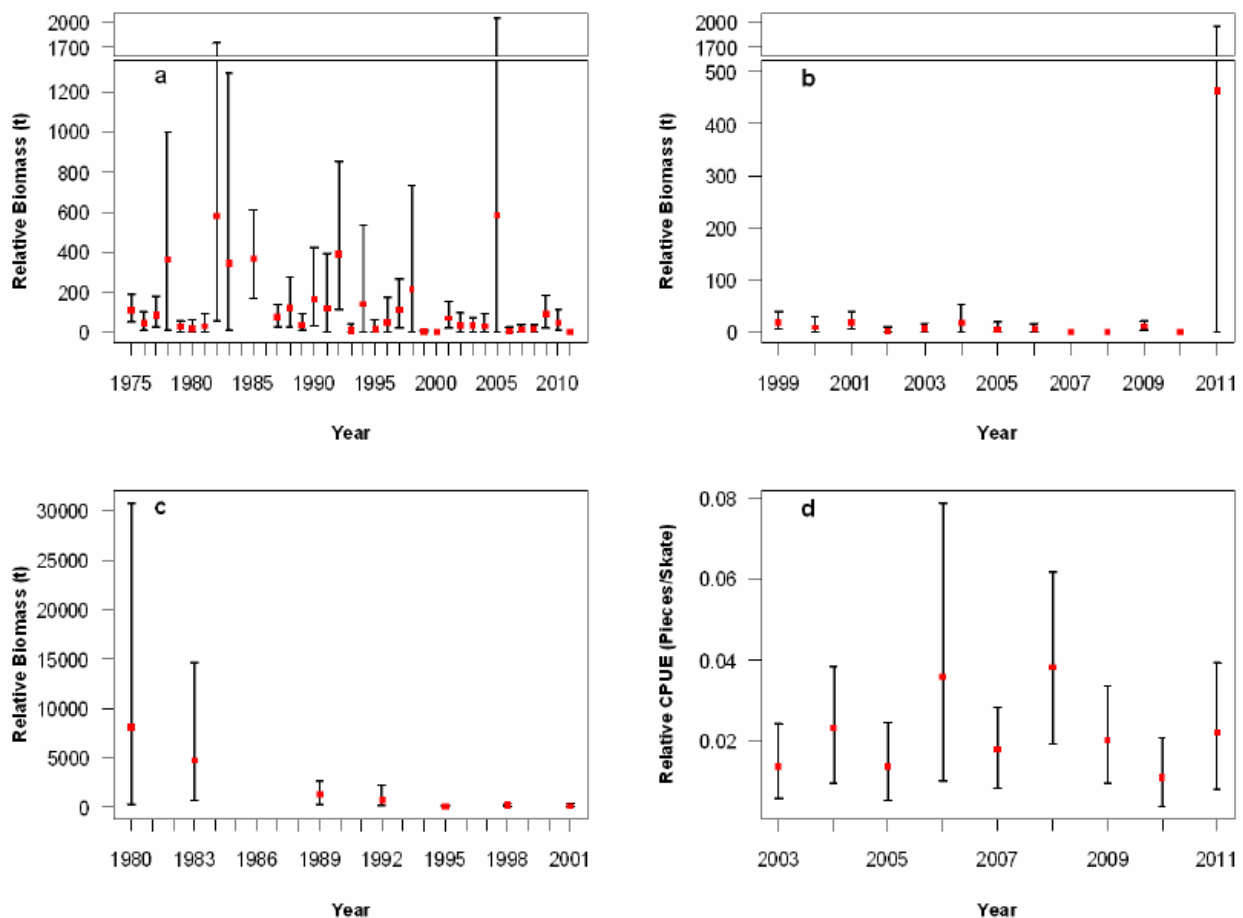 2000
1700
a
1200
1000
800
600
400
200
0
Relative Biomass (t)
1975 1980 1985 1990 1995 2000 2005 2010
Year
2000
1700
b
500
400
300
200
100
0
Relative Biomass (t)
1999 2001 2003 2005 2007 2009 2011
Year
c
30000
25000
20000
15000
10000
5000
0
Relative Biomass (t)
1980 1983 1986 1989 1992 1995 1998 2001
Year
0.08
d
0.06
0.04
0.02
Relative CPUE (Pieces/Skate)
2003 2005 2007 2009 2011
Year